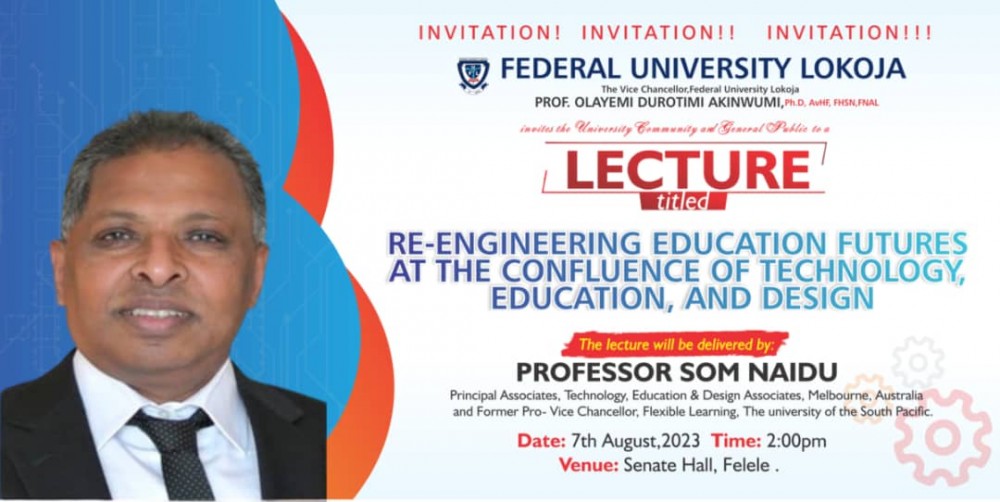 INVITATION! INVITATION!! INVITATION!!!
FEDERAL UNIVERSITY LOKOJA
The Vice Chancellor,Federal University Lokoja
PROF. OLAYEMI DUROTIMI AKINWUMI,Ph.D, AvHF, FHSN,FNAL
invites the University Community and General Public to a
LECTURE
titled
RE-ENGINEERING EDUCATION FUTURES
AT THE CONFLUENCE OF TECHNOLOGY,
EDUCATION, AND DESIGN
The lecture will be delivered by:
PROFESSOR SOM NAIDU
Principal Associates, Technology, Education & Design Associates, Melbourne, Australia
and Former Pro- Vice Chancellor, Flexible Learning, The university of the South Pacific.
Date: 7th August,2023 Time: 2:00pm
Venue: Senate Hall, Felele .